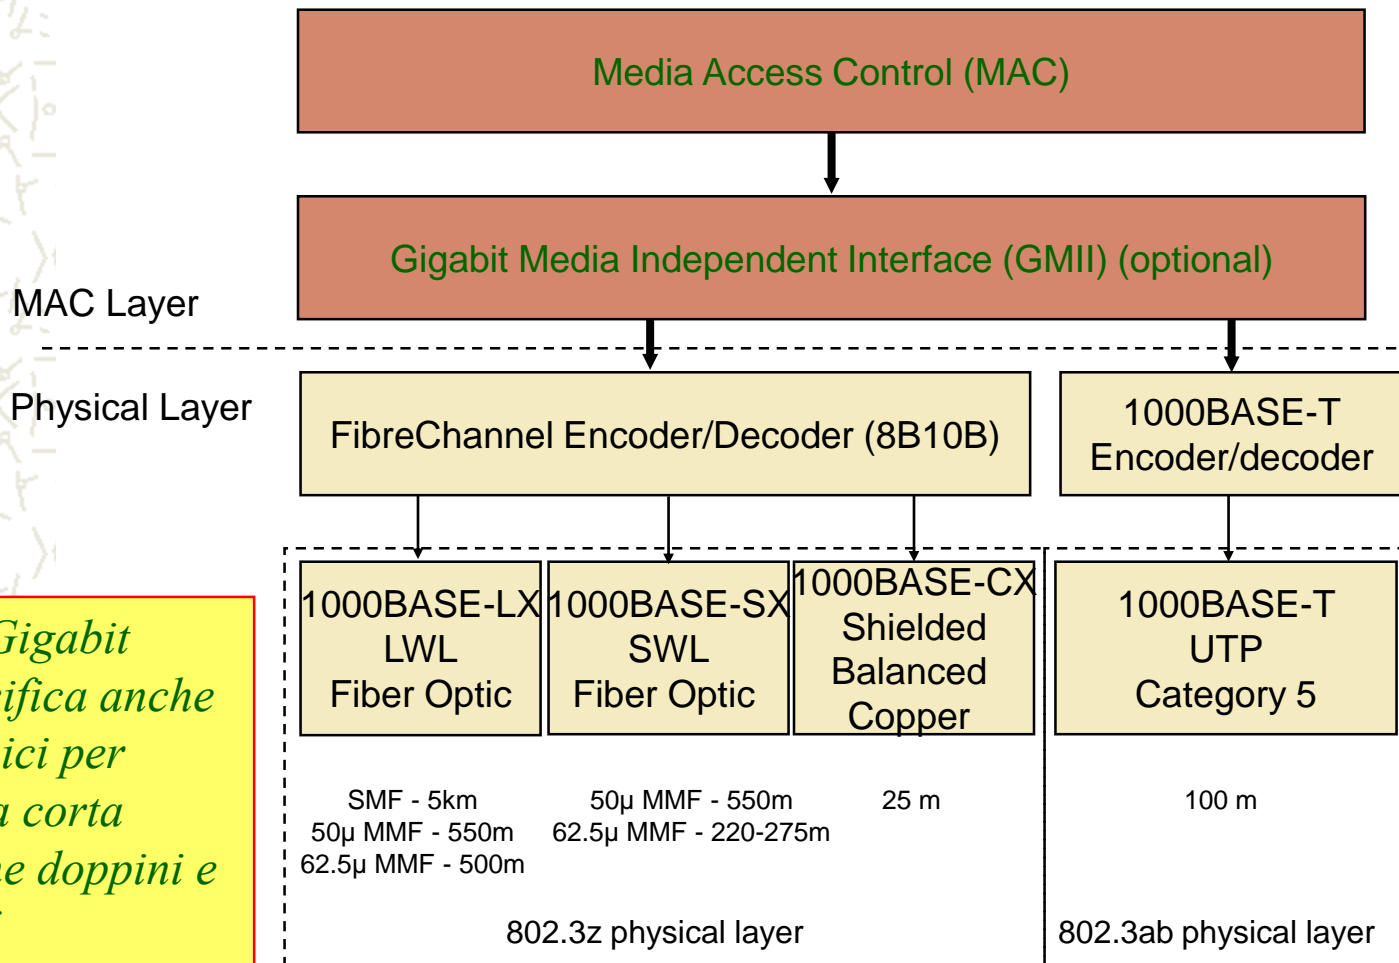 Media Access Control (MAC)
Gigabit Media Independent Interface (GMII) (optional)
MAC Layer
Physical Layer
FibreChannel Encoder/Decoder (8B10B)
1000BASE-T
Encoder/decoder
1000BASE-LX
LWL
Fiber Optic
1000BASE-SX
SWL
Fiber Optic
1000BASE-CX
Shielded
Balanced
Copper
1000BASE-T
UTP
Category 5
SMF - 5km
50µ MMF - 550m
62.5µ MMF - 500m
50µ MMF - 550m
62.5µ MMF - 220-275m
25 m
100 m
802.3z physical layer
802.3ab physical layer
Gigabit
anche
per
corta
doppini e